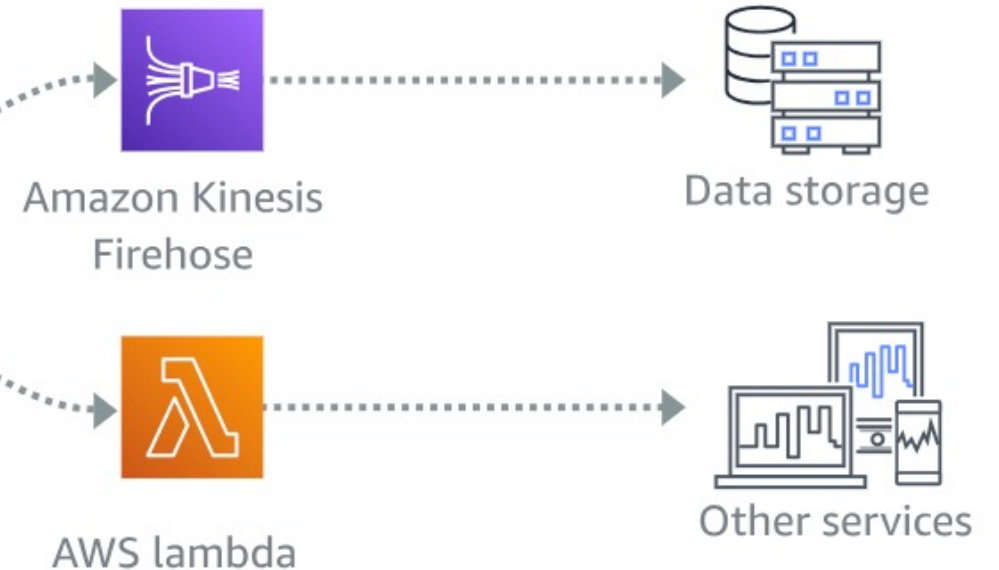 Amazon Kinesis
Firehose
Data storage
AWS lambda
Other services